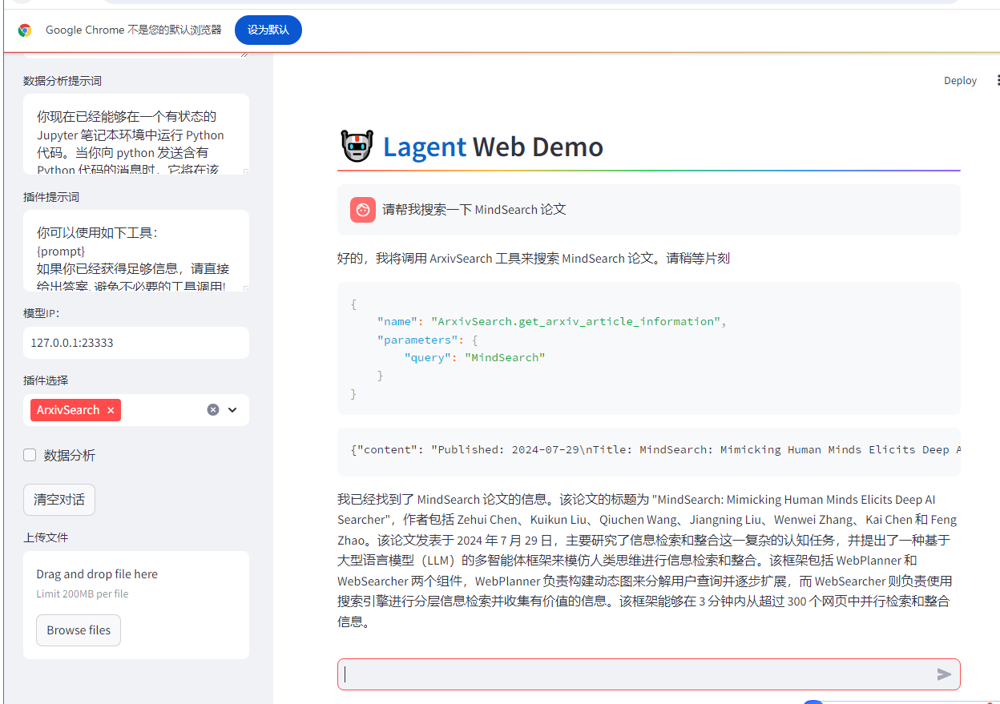 Google Chrome 不是您的默认浏览器
设为默认
数据分析提示词
你现在已经能够在一个有状态的
Jupyter 笔记本环境中运行 Python
代码。当你向 python 发送含有
Python 代码的消息时，它将在该
插件提示词
你可以使用如下工具：
{prompt}
如果你已经获得足够信息，请直接
给出答案. 避免不必要的工具调用!
模型IP：
127.0.0.1:23333
插件选择
ArxivSearch ×
数据分析
清空对话
上传文件
Drag and drop file here
Limit 200MB per file
Browse files
Deploy
Lagent Web Demo
请帮我搜索一下 MindSearch 论文
好的，我将调用 ArxivSearch 工具来搜索 MindSearch 论文。请稍等片刻
{
"name": "ArxivSearch.get_arxiv_article_information",
"parameters": {
"query": "MindSearch"
}
}
{"content": "Published: 2024-07-29\nTitle: MindSearch: Mimicking Human Minds Elicits Deep A
我已经找到了 MindSearch 论文的信息。该论文的标题为 "MindSearch: Mimicking Human Minds Elicits Deep AI
Searcher"，作者包括 Zehui Chen、Kuikun Liu、Qiuchen Wang、Jiangning Liu、Wenwei Zhang、Kai Chen 和 Feng
Zhao。该论文发表于 2024 年 7 月 29 日，主要研究了信息检索和整合这一复杂的认知任务，并提出了一种基于
大型语言模型（LLM）的多智能体框架来模仿人类思维进行信息检索和整合。该框架包括 WebPlanner 和
WebSearcher 两个组件，WebPlanner 负责构建动态图来分解用户查询并逐步扩展，而 WebSearcher 则负责使用
搜索引擎进行分层信息检索并收集有价值的信息。该框架能够在 3 分钟内从超过 300 个网页中并行检索和整合
信息。